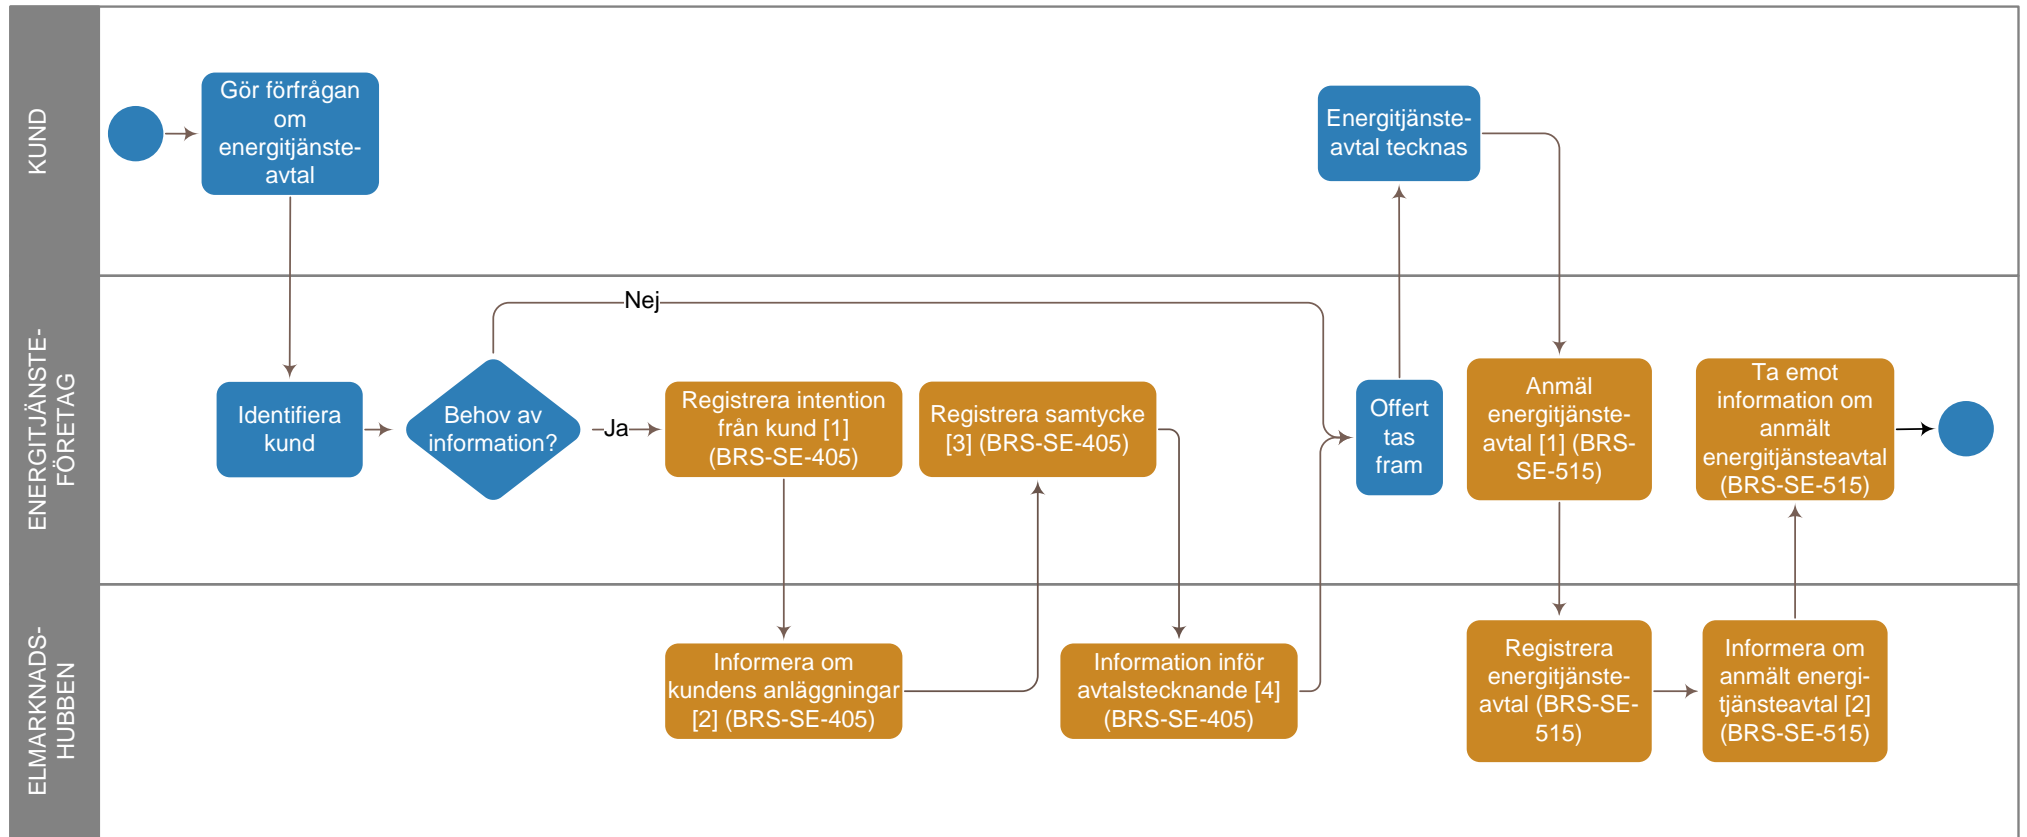 KUND
Gör förfrågan
om
energitjänste-
avtal
Energitjänste-
avtal tecknas
ENERGITJÄNSTE-
FÖRETAG
Nej
Identifiera
kund
Behov av
information?
Ja
Registrera intention
från kund [1]
(BRS-SE-405)
Registrera samtycke
[3] (BRS-SE-405)
Offert
tas
fram
Anmäl
energitjänste-
avtal [1] (BRS-
SE-515)
Ta emot
information om
anmält
energitjänsteavtal
(BRS-SE-515)
ELMARKNADS-
HUBBEN
Informera om
kundens anläggningar
[2] (BRS-SE-405)
Information inför
avtalstecknande [4]
(BRS-SE-405)
Registrera
energitjänste-
avtal (BRS-SE-
515)
Informera om
anmält energi-
tjänsteavtal [2]
(BRS-SE-515)